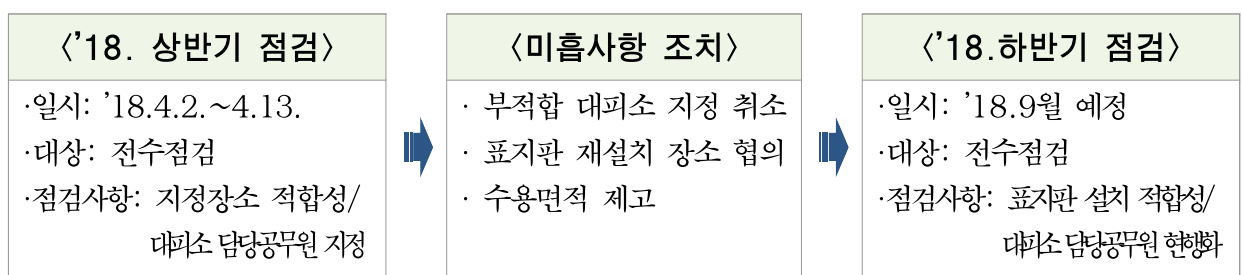 〈’18. 상반기 점검〉
·일시: ’18.4.2.~4.13.
·대상: 전수점검
·점검사항: 지정장소 적합성/
대피소 담당공무원 지정
〈미흡사항 조치〉
· 부적합 대피소 지정 취소
· 표지판 재설치 장소 협의
· 수용면적 제고
〈’18.하반기 점검〉
·일시: ’18.9월 예정
·대상: 전수점검
·점검사항: 표지판 설치 적합성/
대피소 담당공무원 현행화